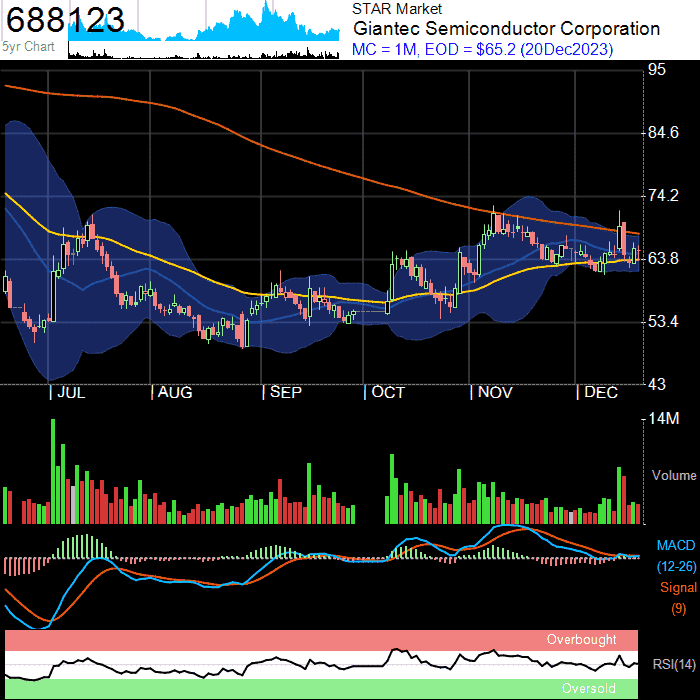 688123
5yr Chart
STAR Market
Giantec Semiconductor Corporation
MC = 1M, EOD = $65.2 (20Dec2023)
95
84.6
74.2
63.8
53.4
43
| JUL | AUG | SEP | OCT | NOV | DEC
14M
Volume
MACD
(12-26)
Signal
(9)
Overbought
RSI(14)
Oversold